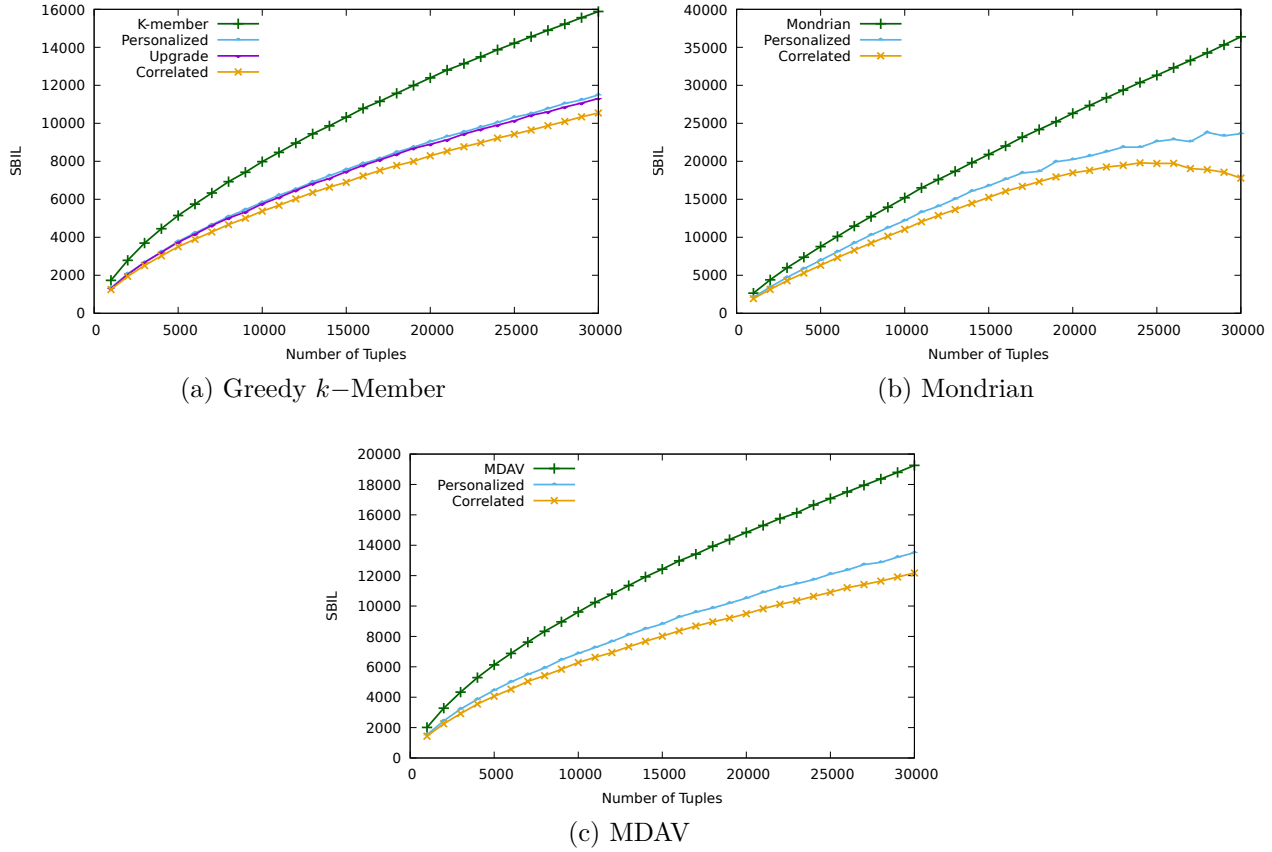 16000
14000
12000
10000
8000
6000
4000
2000
0
SBIL
K-member
Personalized
Upgrade
Correlated
0 5000 10000 15000 20000 25000 30000
Number of Tuples
(a) Greedy k−Member
40000
35000
30000
25000
20000
15000
10000
5000
0
SBIL
Mondrian
Personalized
Correlated
0 5000 10000 15000 20000 25000 30000
Number of Tuples
(b) Mondrian
20000
18000
16000
14000
12000
10000
8000
6000
4000
2000
0
SBIL
MDAV
Personalized
Correlated
0 5000 10000 15000 20000 25000 30000
Number of Tuples
(c) MDAV